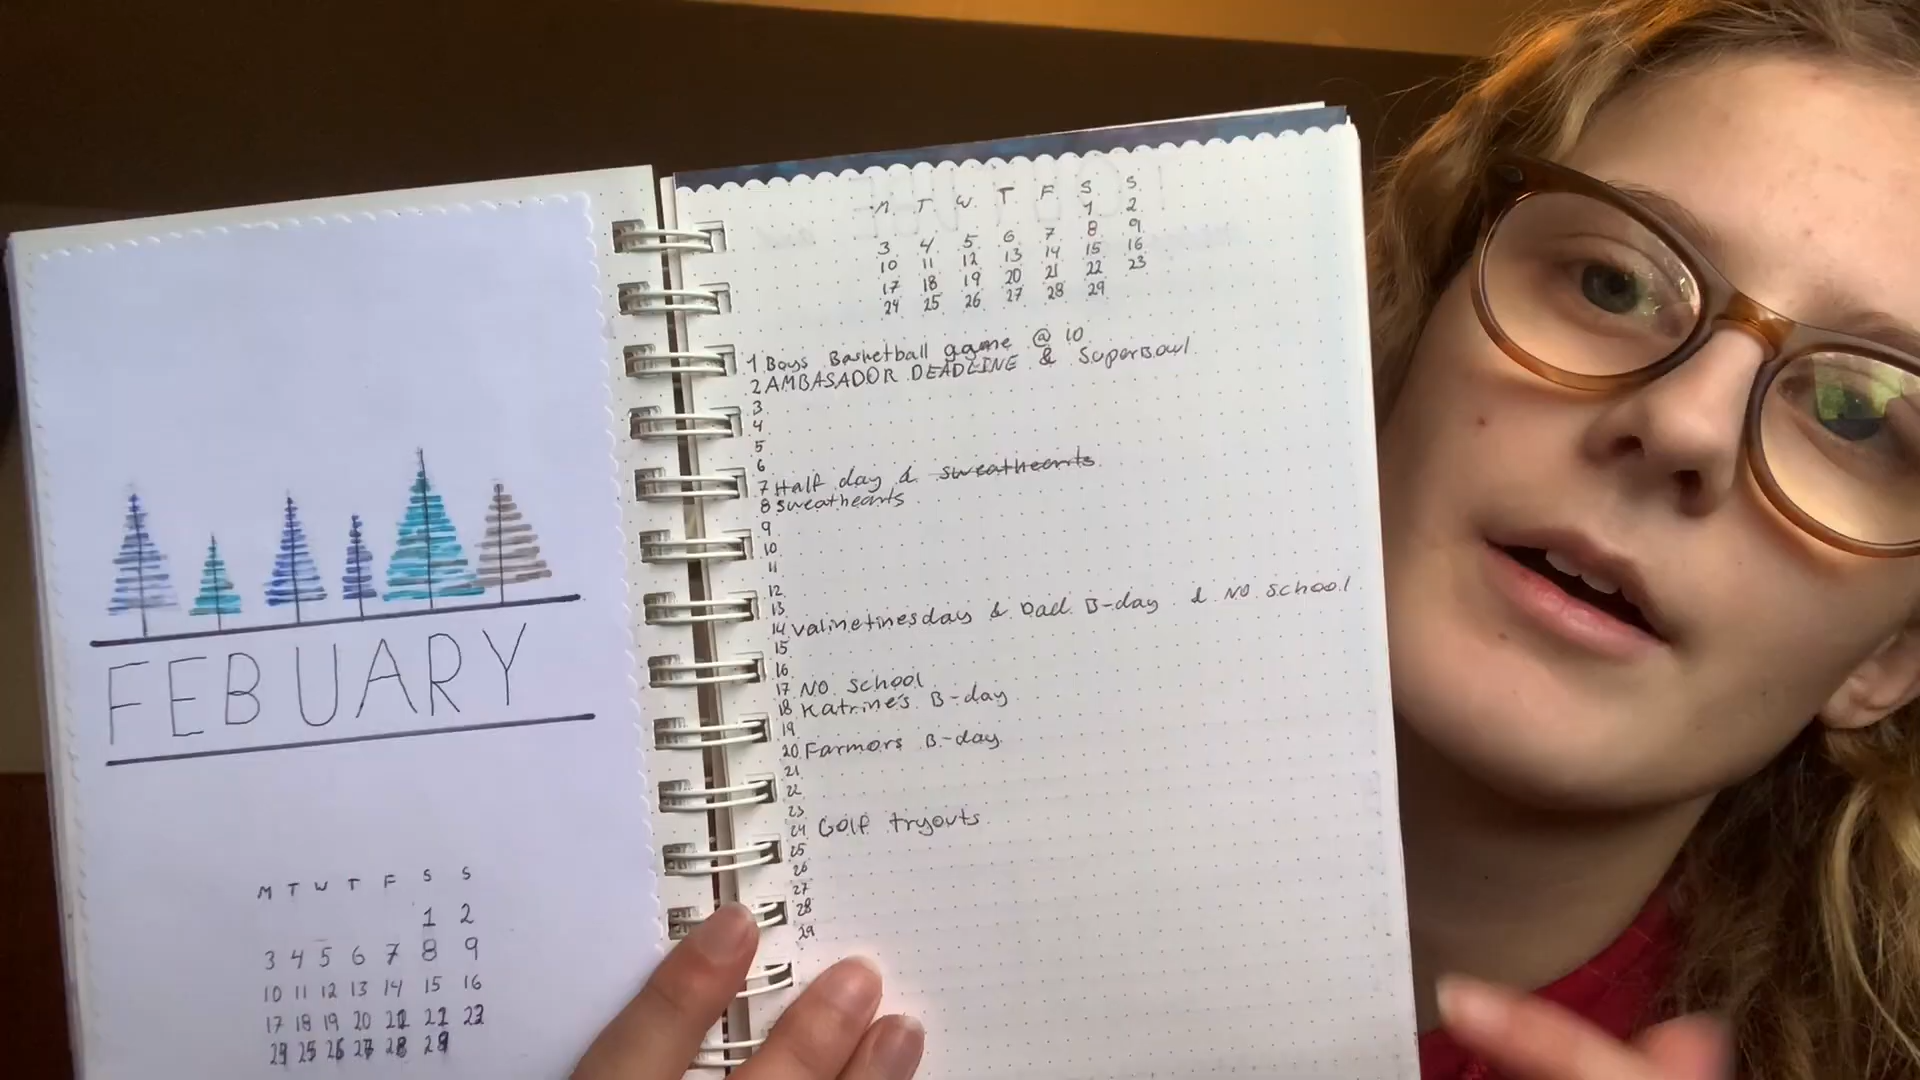 FEBUARY
M T W T F S S
1 2
3 4 5 6 7 8 9
10 11 12 13 14 15 16
17 18 19 20 21 22 23
24 25 26 27 28 29
M T W T F S S
1 2
3 4 5 6 7 8 9
10 11 12 13 14 15 16
17 18 19 20 21 22 23
24 25 26 27 28 29
1 Boys Basketball game @ 10
2 AMBASADOR DEADLINE & Superbowl
3
4
5
6
7 Half day & sweathearts
8 sweathearts
9
10
11
12
13
14 Valinetinesday & Dad B-day & NO school
15
16
17 NO school
18 Katrine's B-day
19
20 Farmors B-day
21
22
23
24 Golf tryouts
25
26
27
28
29